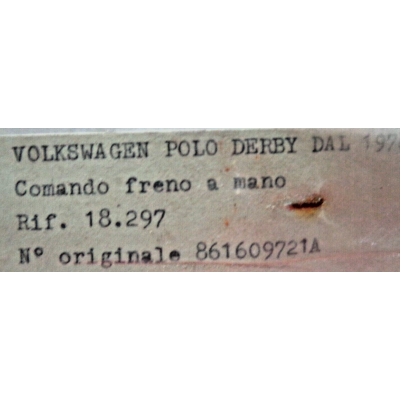 VOLKSWAGEN POLO DERBY DAL
Comando freno a mano
Rif. 18.297
N° originale 861609721A